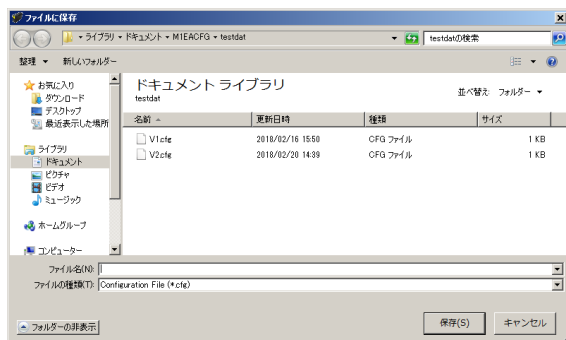 ファイルに保存
▸ ライブラリ ▸ ドキュメント ▸ M1EACFG ▸ testdat
testdatの検索
整理 ▼ 新しいフォルダー
お気に入り
ダウンロード
デスクトップ
最近表示した場所
ライブラリ
ドキュメント
ピクチャ
ビデオ
ミュージック
ホームグループ
コンピューター
ドキュメント ライブラリ
testdat
並べ替え: フォルダー ▼
名前 更新日時 種類 サイズ
V1.cfg 2018/02/16 15:50 CFG ファイル 1 KB
V2.cfg 2018/02/20 14:39 CFG ファイル 1 KB
ファイル名(N):
ファイルの種類(T): Configuration File (*.cfg)
フォルダーの非表示 保存(S) キャンセル